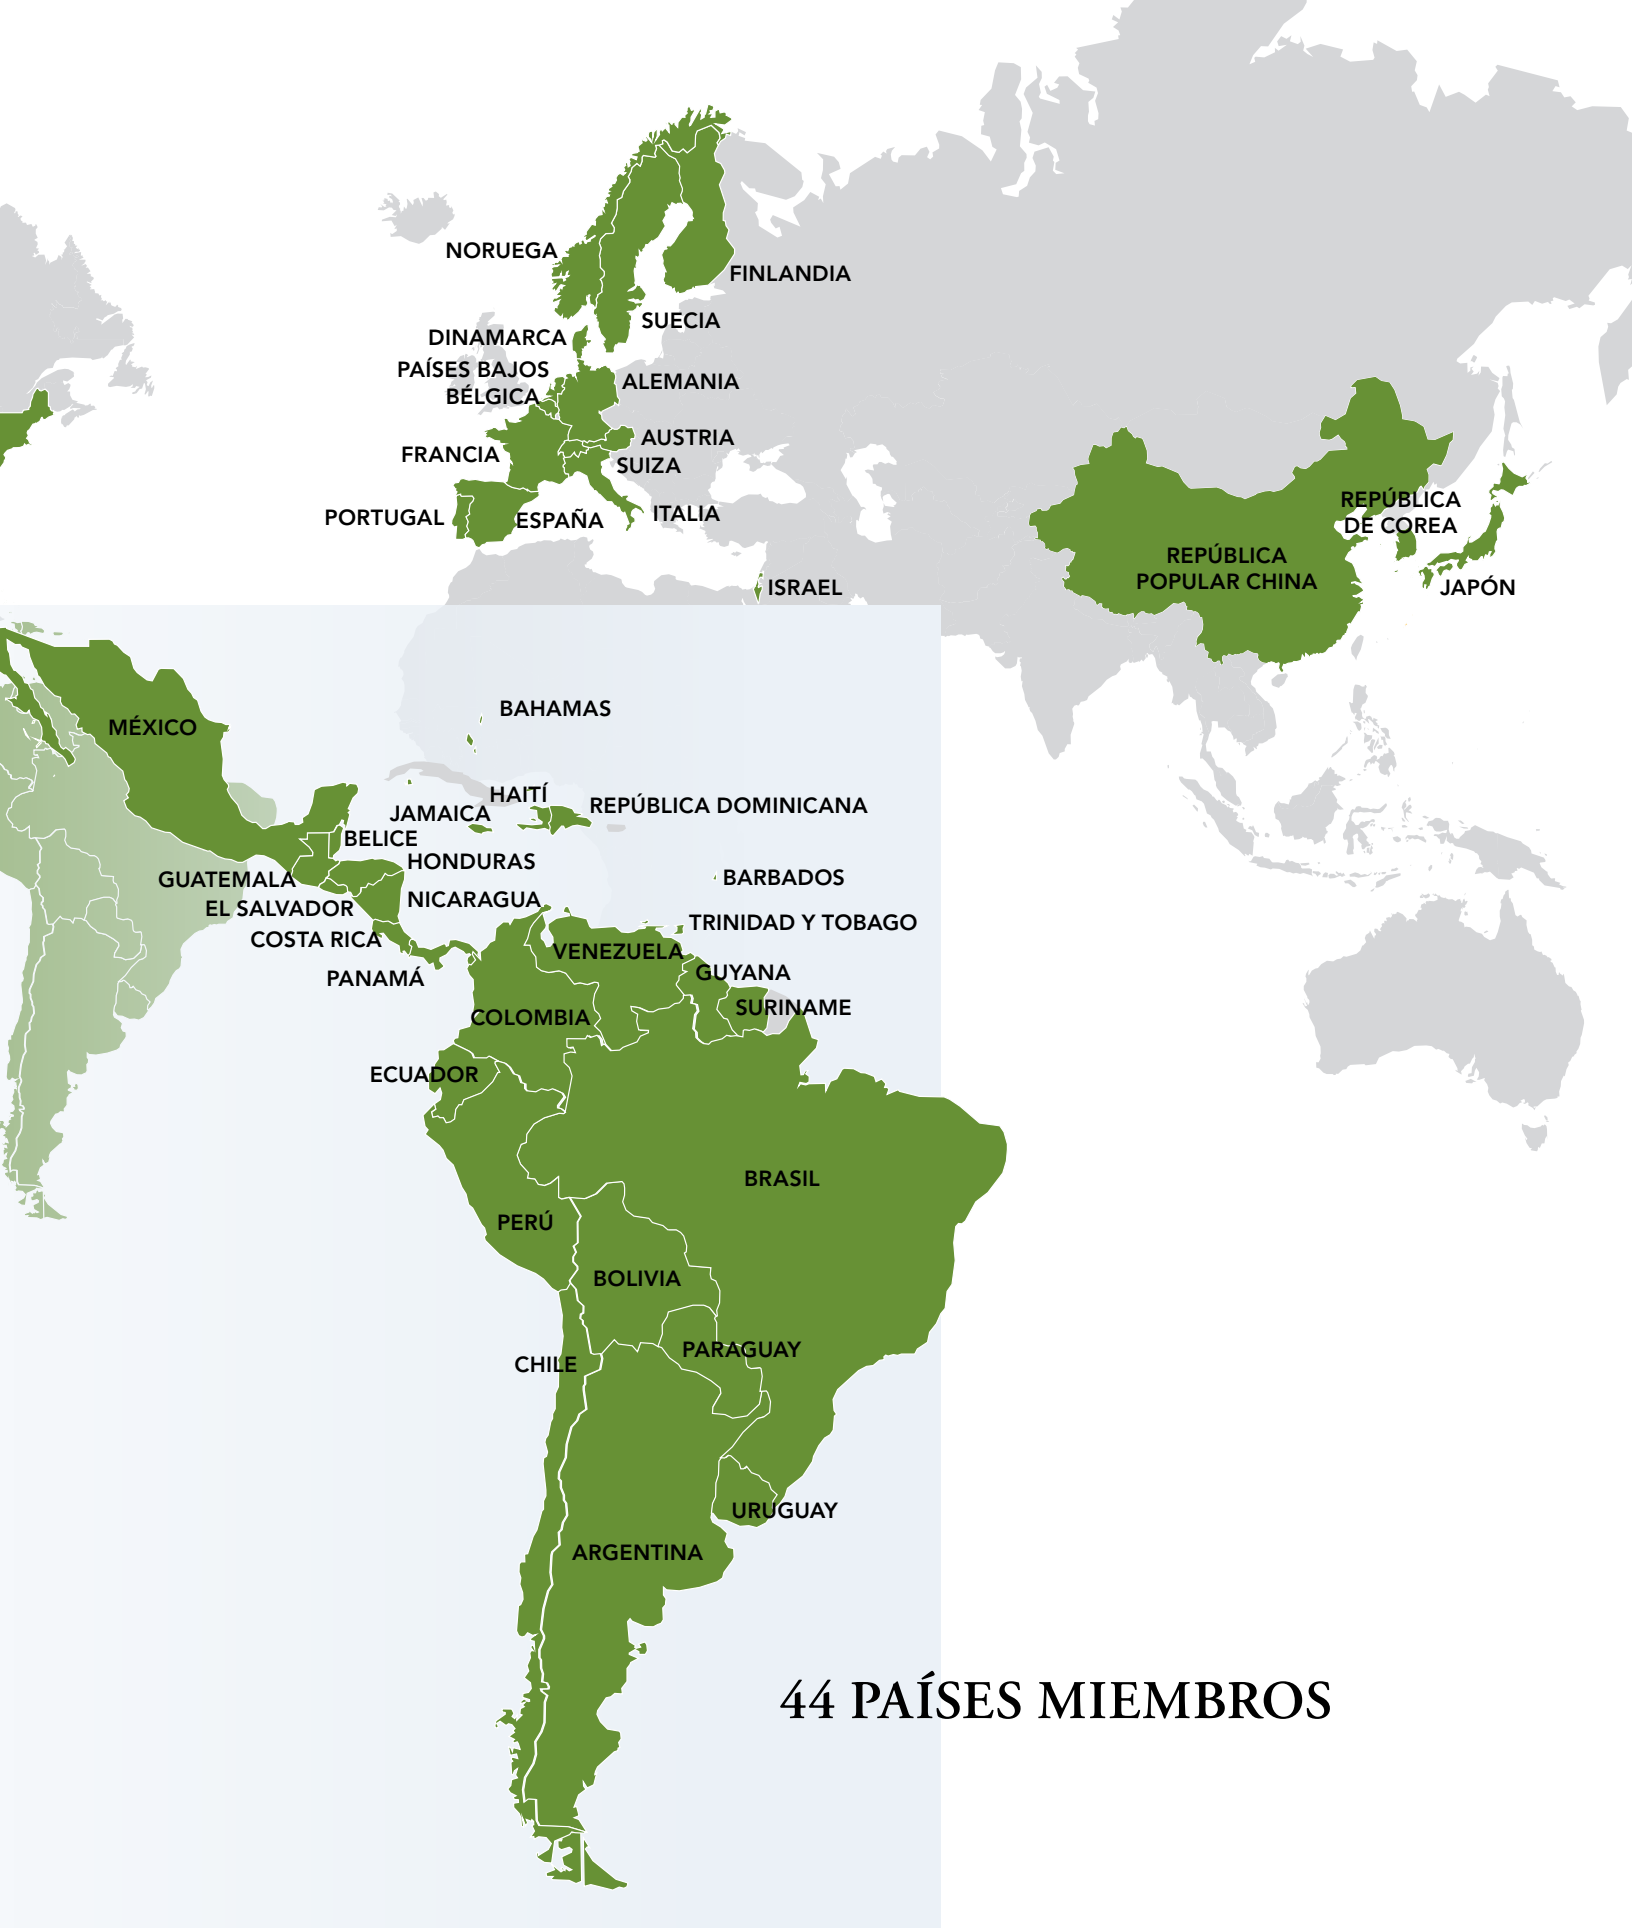 NORUEGA
FINLANDIA
SUECIA
DINAMARCA
PAÍSES BAJOS
ALEMANIA
BÉLGICA
AUSTRIA
FRANCIA
SUIZA
PORTUGAL
ESPAÑA
ITALIA
REPÚBLICA
DE COREA
REPÚBLICA
POPULAR CHINA
ISRAEL
JAPÓN
BAHAMAS
MÉXICO
HAITÍ
REPÚBLICA DOMINICANA
JAMAICA
BELICE
HONDURAS
GUATEMALA
BARBADOS
NICARAGUA
EL SALVADOR
TRINIDAD Y TOBAGO
COSTA RICA
VENEZUELA
PANAMÁ
GUYANA
SURINAME
COLOMBIA
ECUADOR
BRASIL
PERÚ
BOLIVIA
PARAGUAY
CHILE
URUGUAY
ARGENTINA
44 PAÍSES MIEMBROS